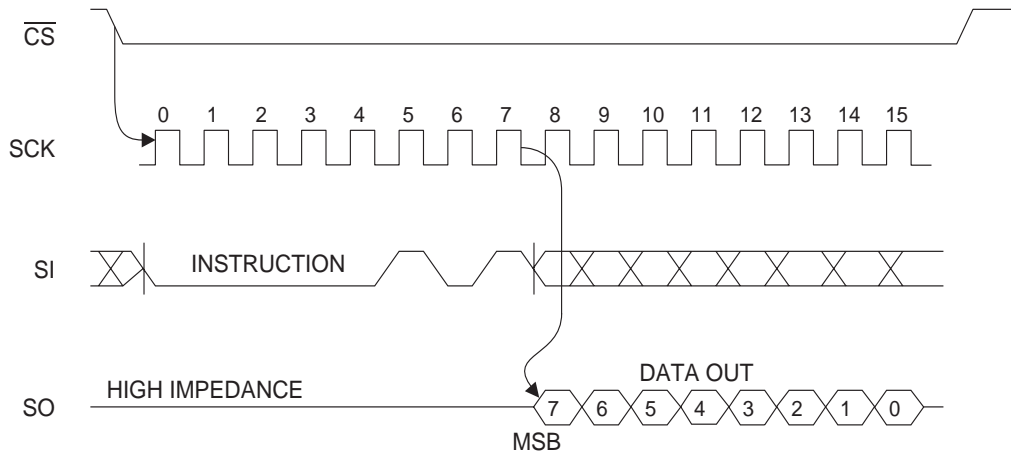 CS
0 1 2 3 4 5 6 7 8 9 10 11 12 13 14 15
SCK
SI
INSTRUCTION
HIGH IMPEDANCE
DATA OUT
SO
7 6 5 4 3 2 1 0
MSB